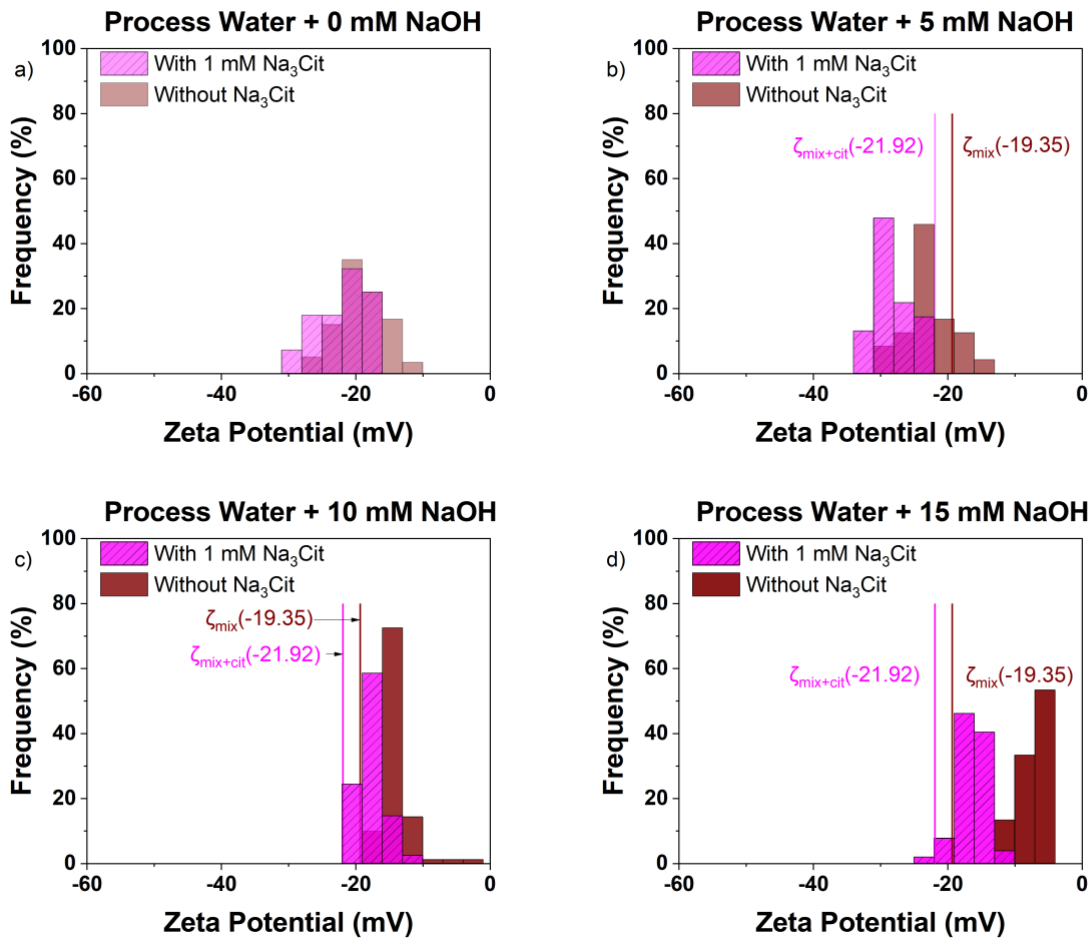 Process Water + 0 mM NaOH
a)
With 1 mM Na₃Cit
Without Na₃Cit
Frequency (%)
100
80
60
40
20
0
-60
-40
-20
0
Zeta Potential (mV)
Process Water + 5 mM NaOH
b)
With 1 mM Na₃Cit
Without Na₃Cit
ζmix+cit(-21.92)
ζmix(-19.35)
Frequency (%)
100
80
60
40
20
0
-60
-40
-20
0
Zeta Potential (mV)
Process Water + 10 mM NaOH
c)
With 1 mM Na₃Cit
Without Na₃Cit
ζmix(-19.35)
ζmix+cit(-21.92)
Frequency (%)
100
80
60
40
20
0
-60
-40
-20
0
Zeta Potential (mV)
Process Water + 15 mM NaOH
d)
With 1 mM Na₃Cit
Without Na₃Cit
ζmix+cit(-21.92)
ζmix(-19.35)
Frequency (%)
100
80
60
40
20
0
-60
-40
-20
0
Zeta Potential (mV)